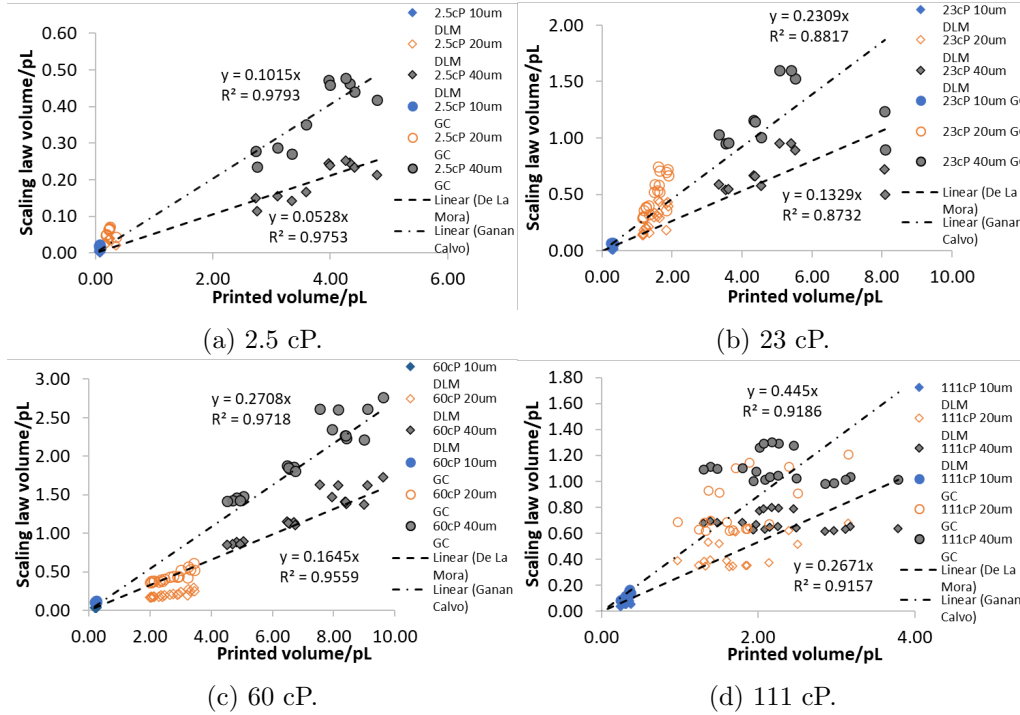 2.5cP 10um
DLM
2.5cP 20um
DLM
2.5cP 40um
DLM
2.5cP 10um
GC
2.5cP 20um
GC
2.5cP 40um
GC
Linear (De La
Mora)
Linear (Ganan
Calvo)
Scaling law volume/pL
0.60
0.50
0.40
0.30
0.20
0.10
0.00
y = 0.1015x
R² = 0.9793
y = 0.0528x
R² = 0.9753
0.00
2.00
4.00
6.00
Printed volume/pL
(a) 2.5 cP.
23cP 10um
DLM
23cP 20um
DLM
23cP 40um
DLM
23cP 10um GC
23cP 20um GC
23cP 40um GC
Linear (De La
Mora)
Linear (Ganan
Calvo)
Scaling law volume/pL
2.00
1.50
1.00
0.50
0.00
y = 0.2309x
R² = 0.8817
y = 0.1329x
R² = 0.8732
0.00
2.00
4.00
6.00
8.00
10.00
Printed volume/pL
(b) 23 cP.
60cP 10um
DLM
60cP 20um
DLM
60cP 40um
DLM
60cP 10um
GC
60cP 20um
GC
60cP 40um
GC
Linear (De La
Mora)
Linear (Ganan
Calvo)
Scaling law volume/pL
3.00
2.50
2.00
1.50
1.00
0.50
0.00
y = 0.2708x
R² = 0.9718
y = 0.1645x
R² = 0.9559
0.00
2.00
4.00
6.00
8.00
10.00
Printed volume/pL
(c) 60 cP.
111cP 10um
DLM
111cP 20um
DLM
111cP 40um
DLM
111cP 10um
GC
111cP 20um
GC
111cP 40um
GC
Linear (De La
Mora)
Linear (Ganan
Calvo)
Scaling law volume/pL
1.80
1.60
1.40
1.20
1.00
0.80
0.60
0.40
0.20
0.00
y = 0.445x
R² = 0.9186
y = 0.2671x
R² = 0.9157
0.00
2.00
4.00
Printed volume/pL
(d) 111 cP.